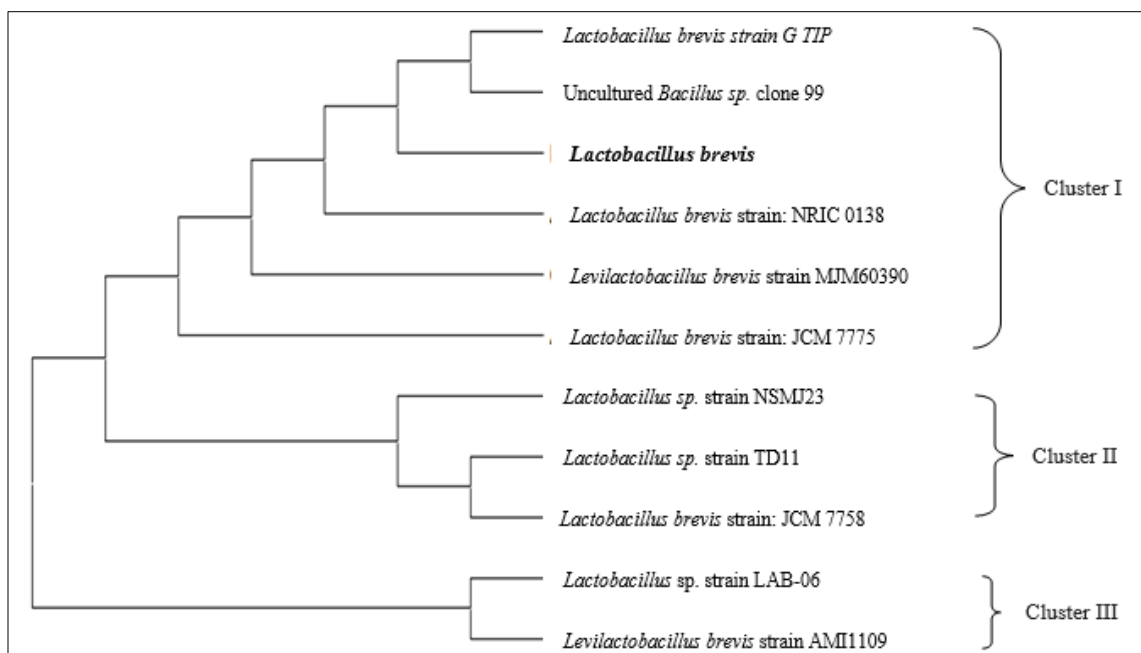 Lactobacillus brevis strain G TIP
Uncultured Bacillus sp. clone 99
Lactobacillus brevis
Cluster I
Lactobacillus brevis strain: NRIC 0138
Levilactobacillus brevis strain MJM60390
Lactobacillus brevis strain: JCM 7775
Lactobacillus sp. strain NSMJ23
Lactobacillus sp. strain TD11
Cluster II
Lactobacillus brevis strain: JCM 7758
Lactobacillus sp. strain LAB-06
Cluster III
Levilactobacillus brevis strain AMI1109